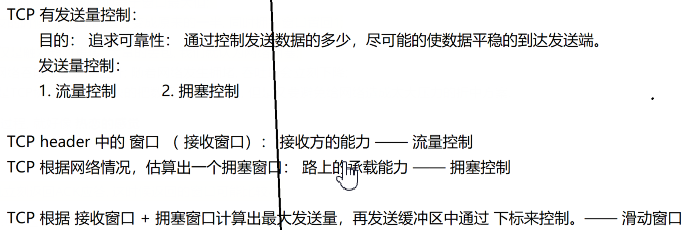 TCP 有发送量控制：
目的： 追求可靠性： 通过控制发送数据的多少，尽可能的使数据平稳的到达发送端。
发送量控制：
1. 流量控制 2. 拥塞控制
TCP header 中的 窗口 （ 接收窗口）： 接收方的能力 —— 流量控制
TCP 根据网络情况，估算出一个拥塞窗口： 路上的承载能力 —— 拥塞控制
TCP 根据 接收窗口 + 拥塞窗口计算出最大发送量，再发送缓冲区中通过 下标来控制。—— 滑动窗口